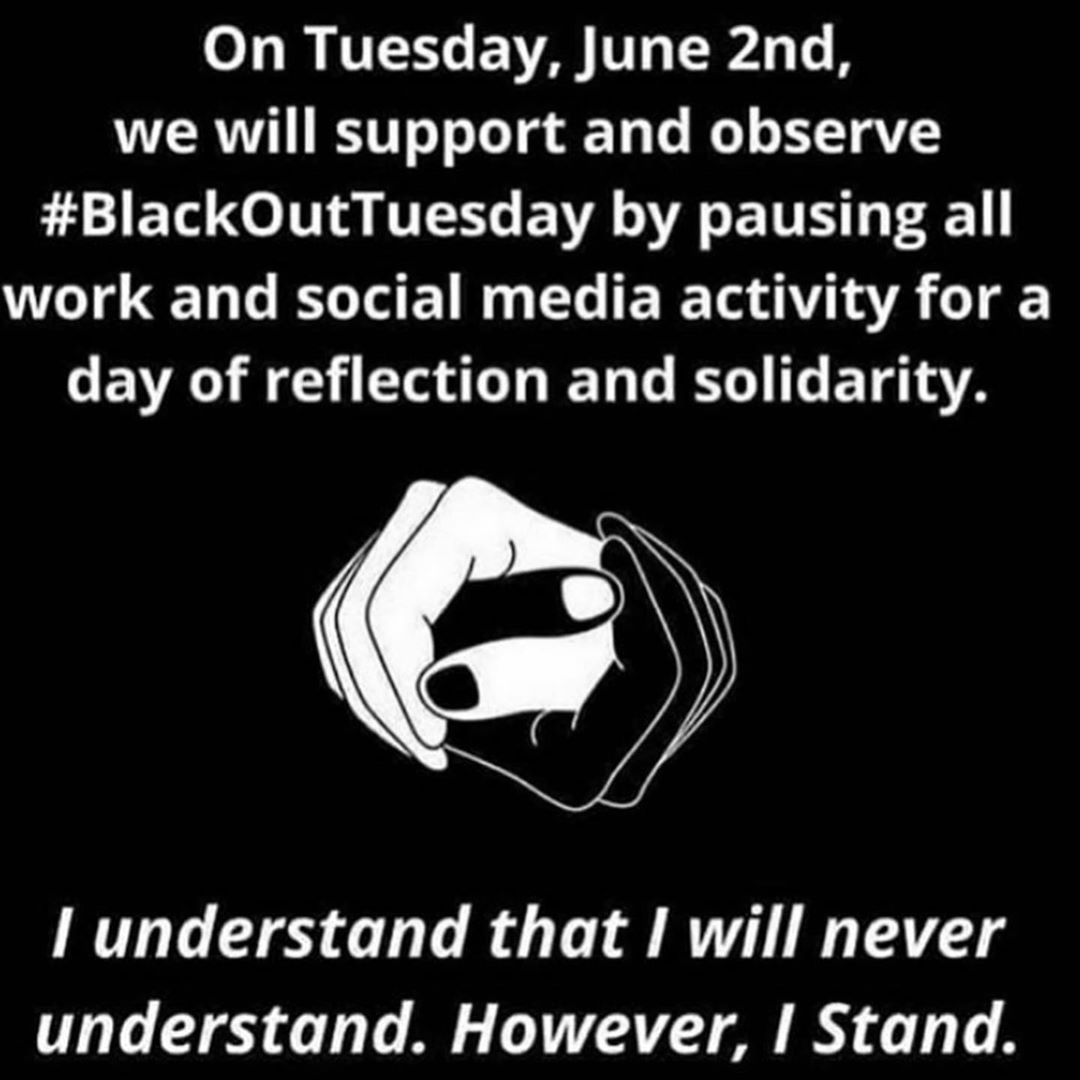 On Tuesday, June 2nd,
we will support and observe
#BlackOutTuesday by pausing all
work and social media activity for a
day of reflection and solidarity.
I understand that I will never
understand. However, I Stand.